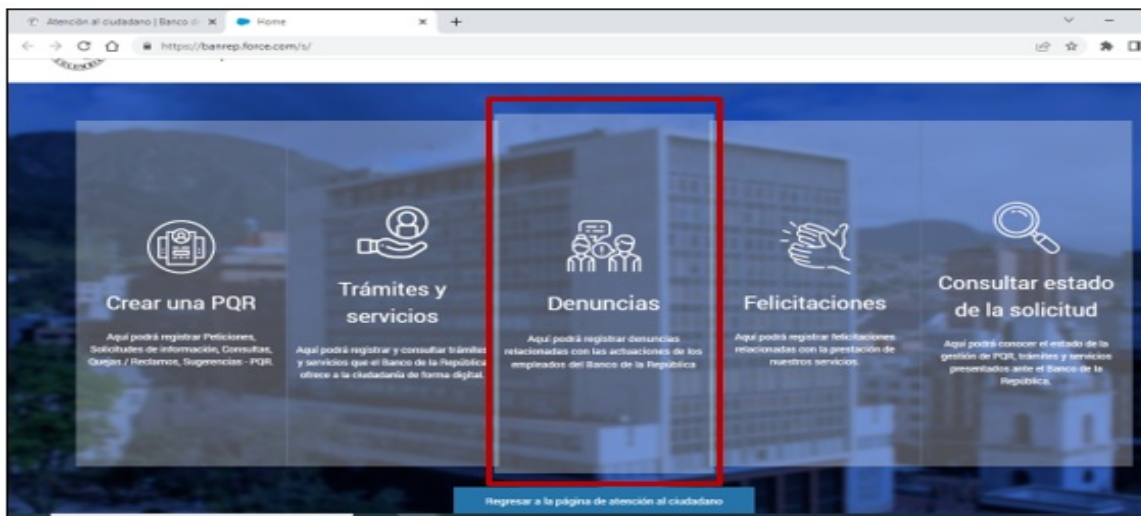 Atención al ciudadano | Banco d
Home
https://banrep.force.com/s/
Crear una PQR
Aquí podrá registrar Peticiones,
Solicitudes de información, Consultas,
Quejas / Reclamos, Sugerencias - PQR.
Trámites y
servicios
Aquí podrá registrar y consultar trámites
y servicios que el Banco de la República
ofrece a la ciudadanía de forma digital.
Denuncias
Aquí podrá registrar denuncias
relacionadas con las actuaciones de los
empleados del Banco de la República
Felicitaciones
Aquí podrá registrar felicitaciones
relacionadas con la prestación de
nuestros servicios.
Consultar estado
de la solicitud
Aquí podrá conocer el estado de la
gestión de PQR, trámites y servicios
presentados ante el Banco de la
República.
Regresar a la página de atención al ciudadano